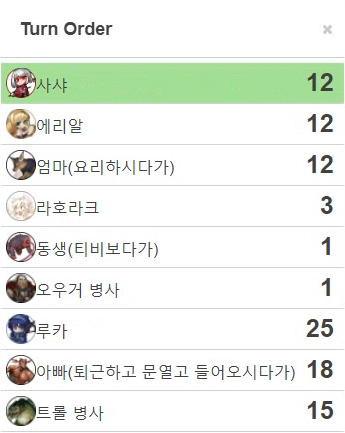 Turn Order ×
사샤 12
에리알 12
엄마(요리하시다가) 12
라호라크 3
동생(티비보다가) 1
오우거 병사 1
루카 25
아빠(퇴근하고 문열고 들어오시다가) 18
트롤 병사 15